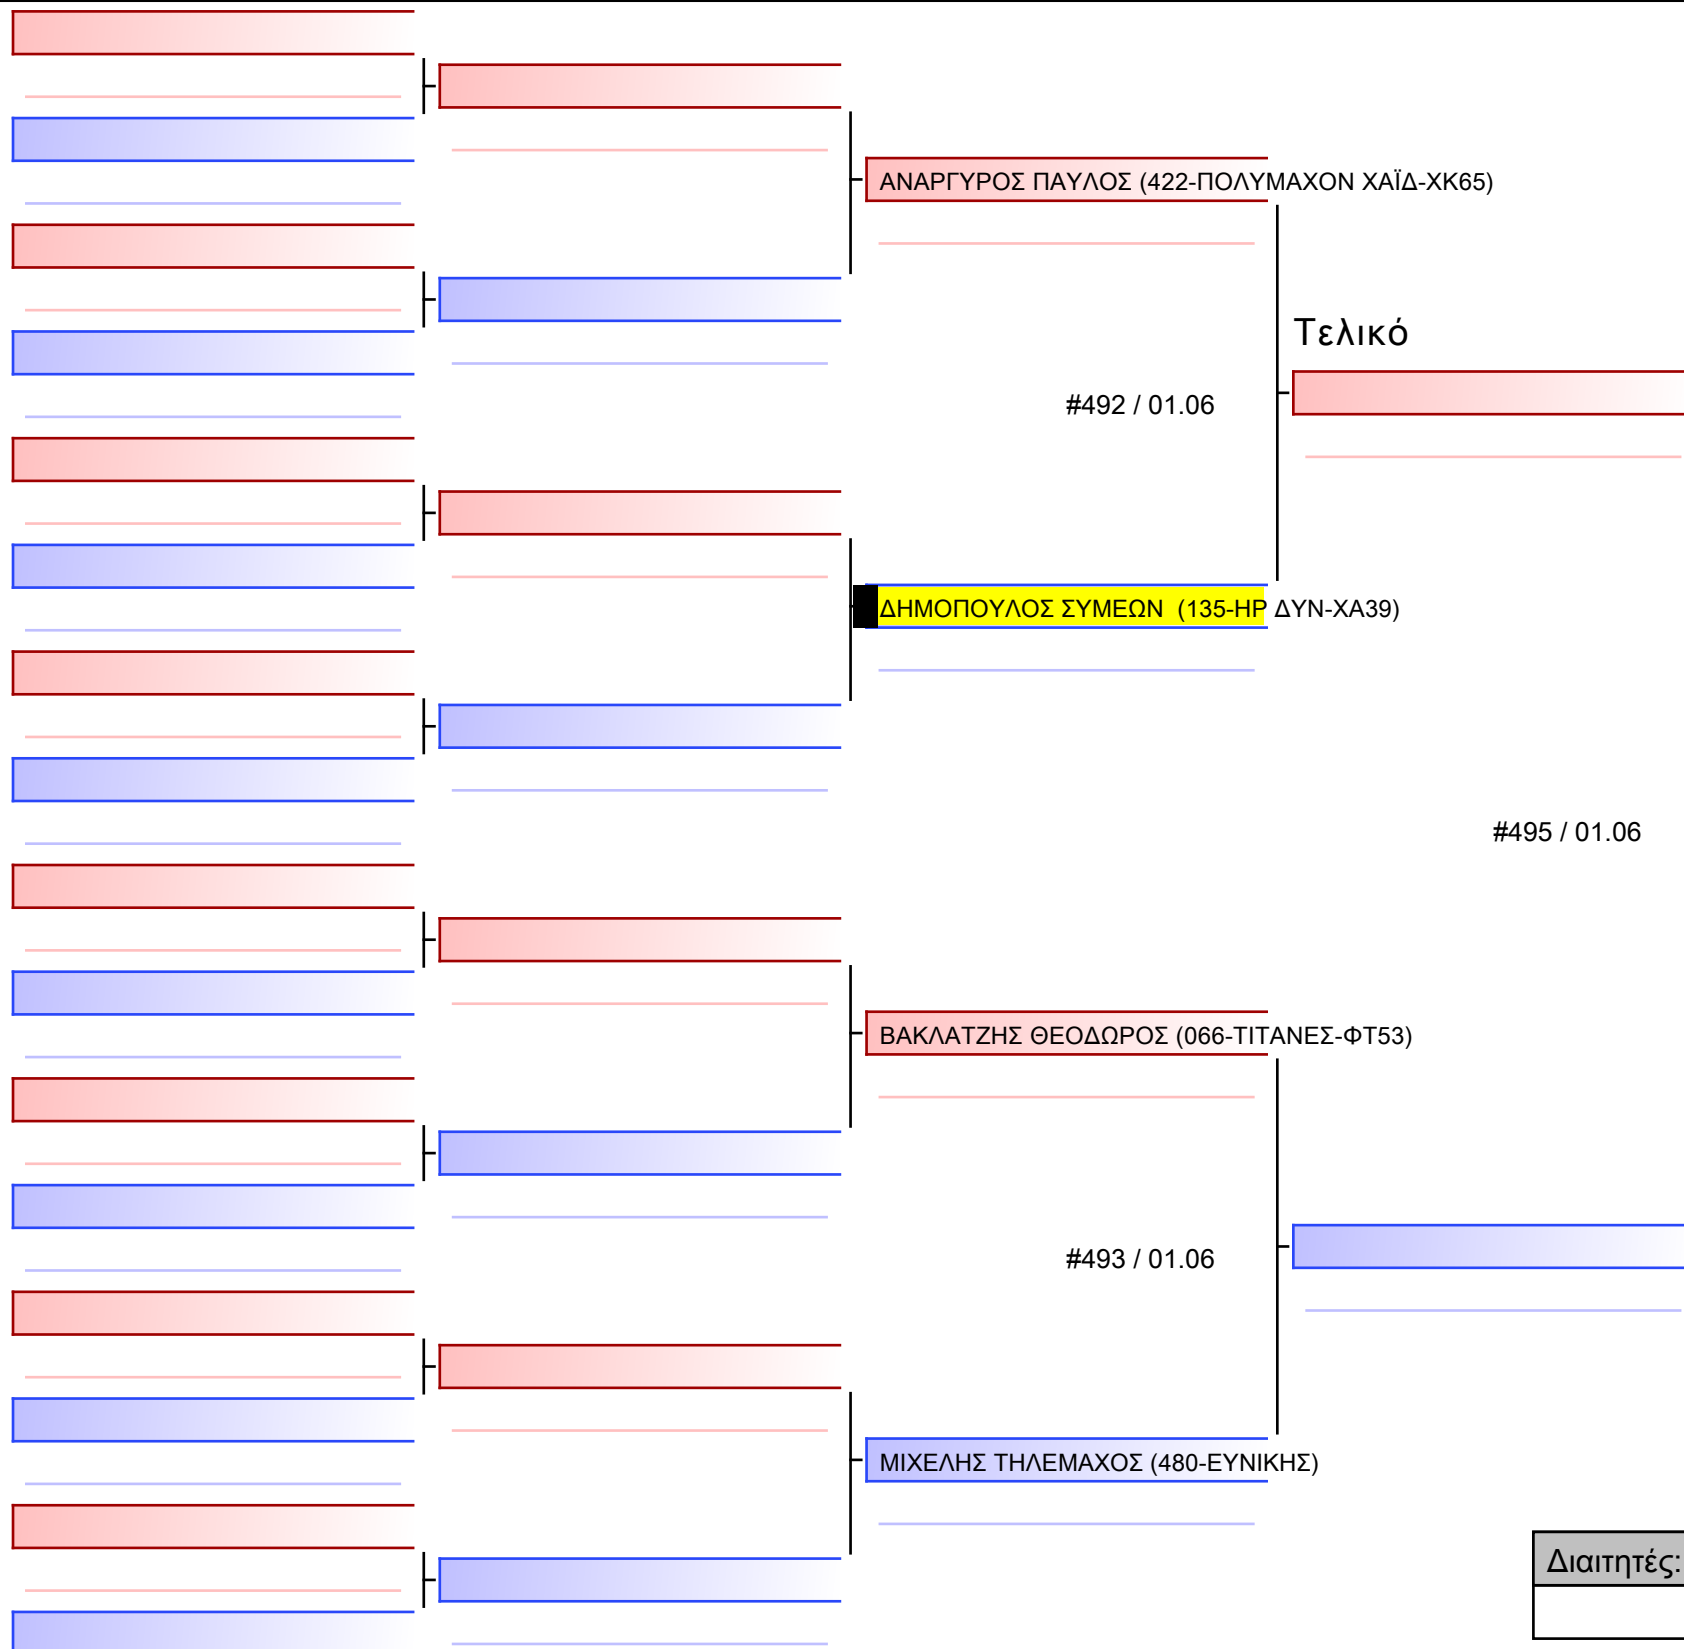 ΑΝΑΡΓΥΡΟΣ ΠΑΥΛΟΣ (422-ΠΟΛΥΜΑΧΟΝ ΧΑΪΔ-ΧΚ65)
Τελικό
#492 / 01.06
ΔΗΜΟΠΟΥΛΟΣ ΣΥΜΕΩΝ (135-ΗΡ ΔΥΝ-ΧΑ39)
#495 / 01.06
ΒΑΚΛΑΤΖΗΣ ΘΕΟΔΩΡΟΣ (066-ΤΙΤΑΝΕΣ-ΦΤ53)
#493 / 01.06
ΜΙΧΕΛΗΣ ΤΗΛΕΜΑΧΟΣ (480-ΕΥΝΙΚΗΣ)
Διαιτητές: